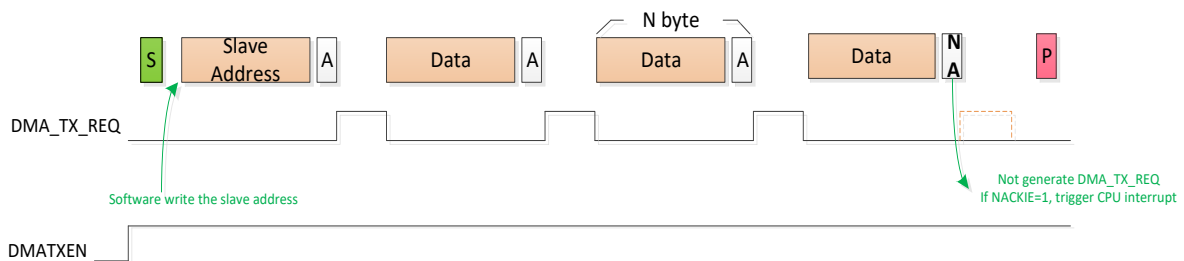 N byte
S
Slave
Address
A
Data
A
Data
A
Data
N
A
P
DMA_TX_REQ
Software write the slave address
Not generate DMA_TX_REQ
If NACKIE=1, trigger CPU interrupt
DMATXEN